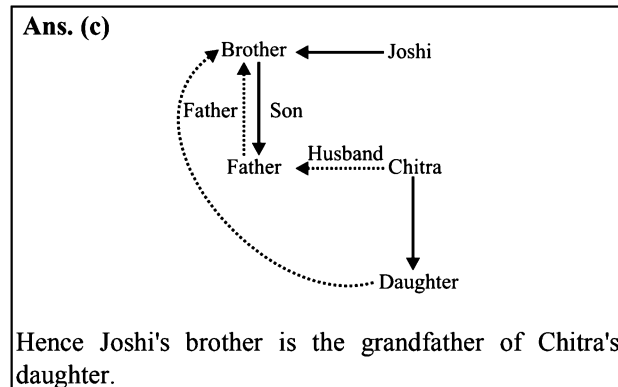 Ans. (c)
Brother Joshi
Father Son
Father Husband Chitra
Daughter
Hence Joshi's brother is the grandfather of Chitra's
daughter.